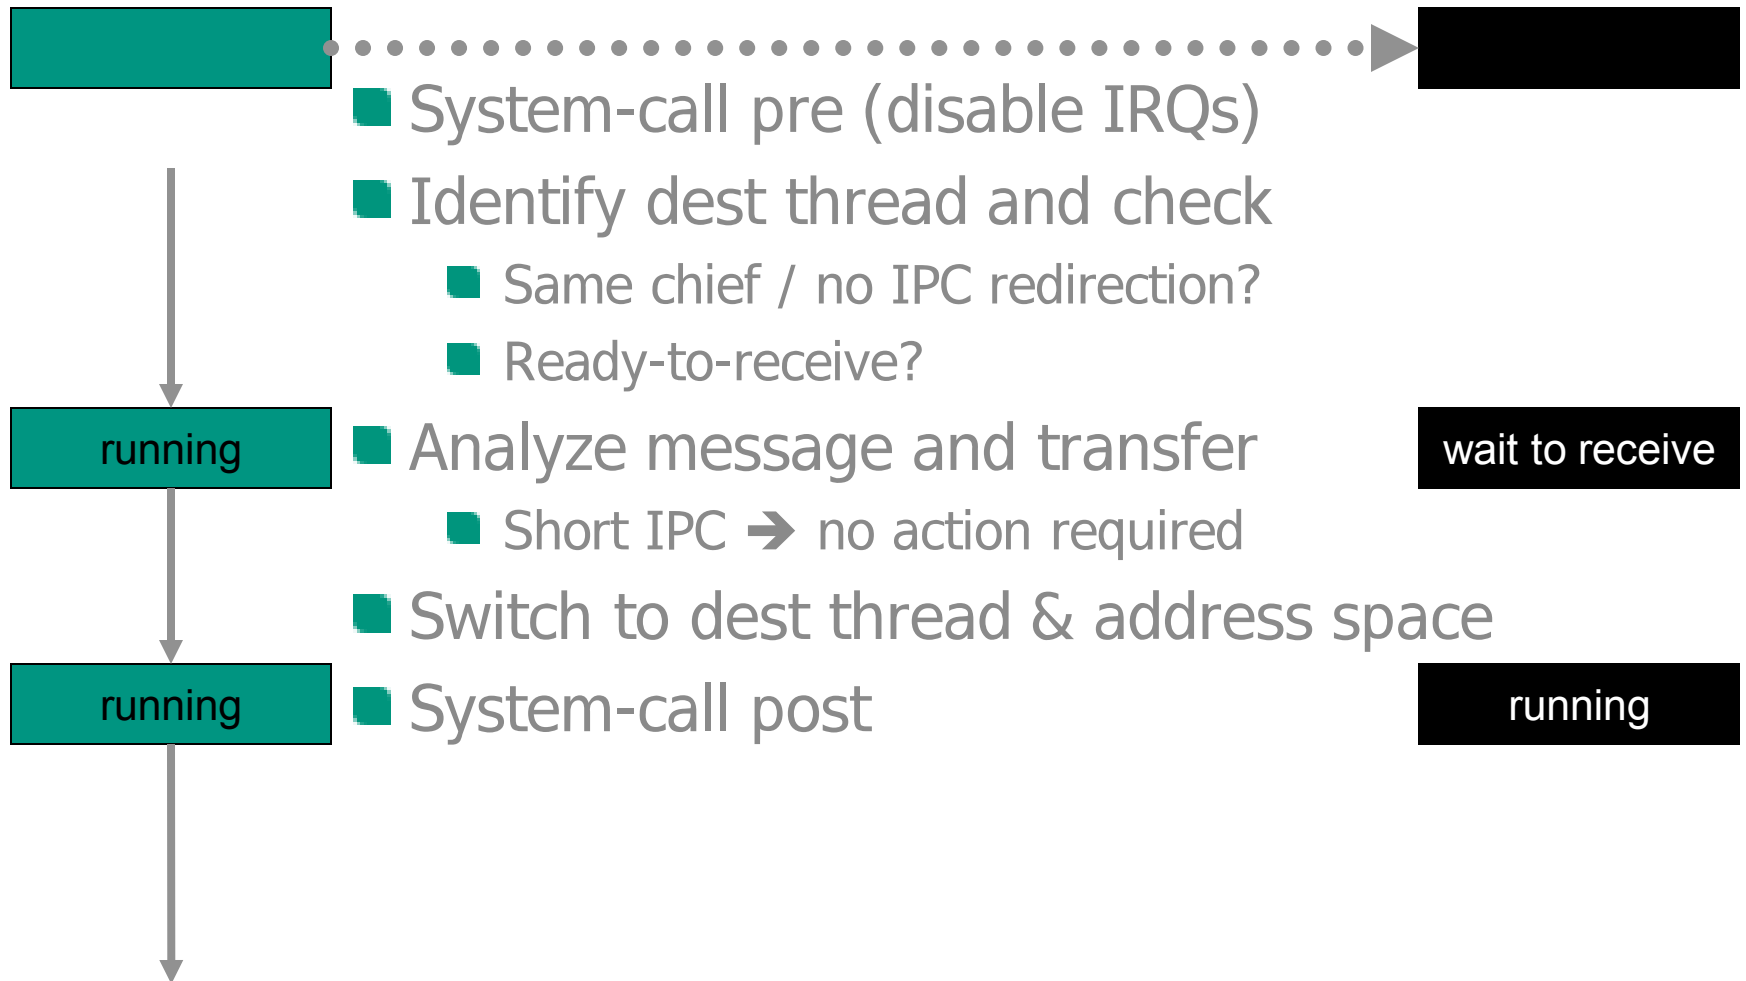 System-call pre (disable IRQs)
Identify dest thread and check
Same chief / no IPC redirection?
Ready-to-receive?
running
Analyze message and transfer
wait to receive
Short IPC ➔ no action required
Switch to dest thread & address space
running
System-call post
running